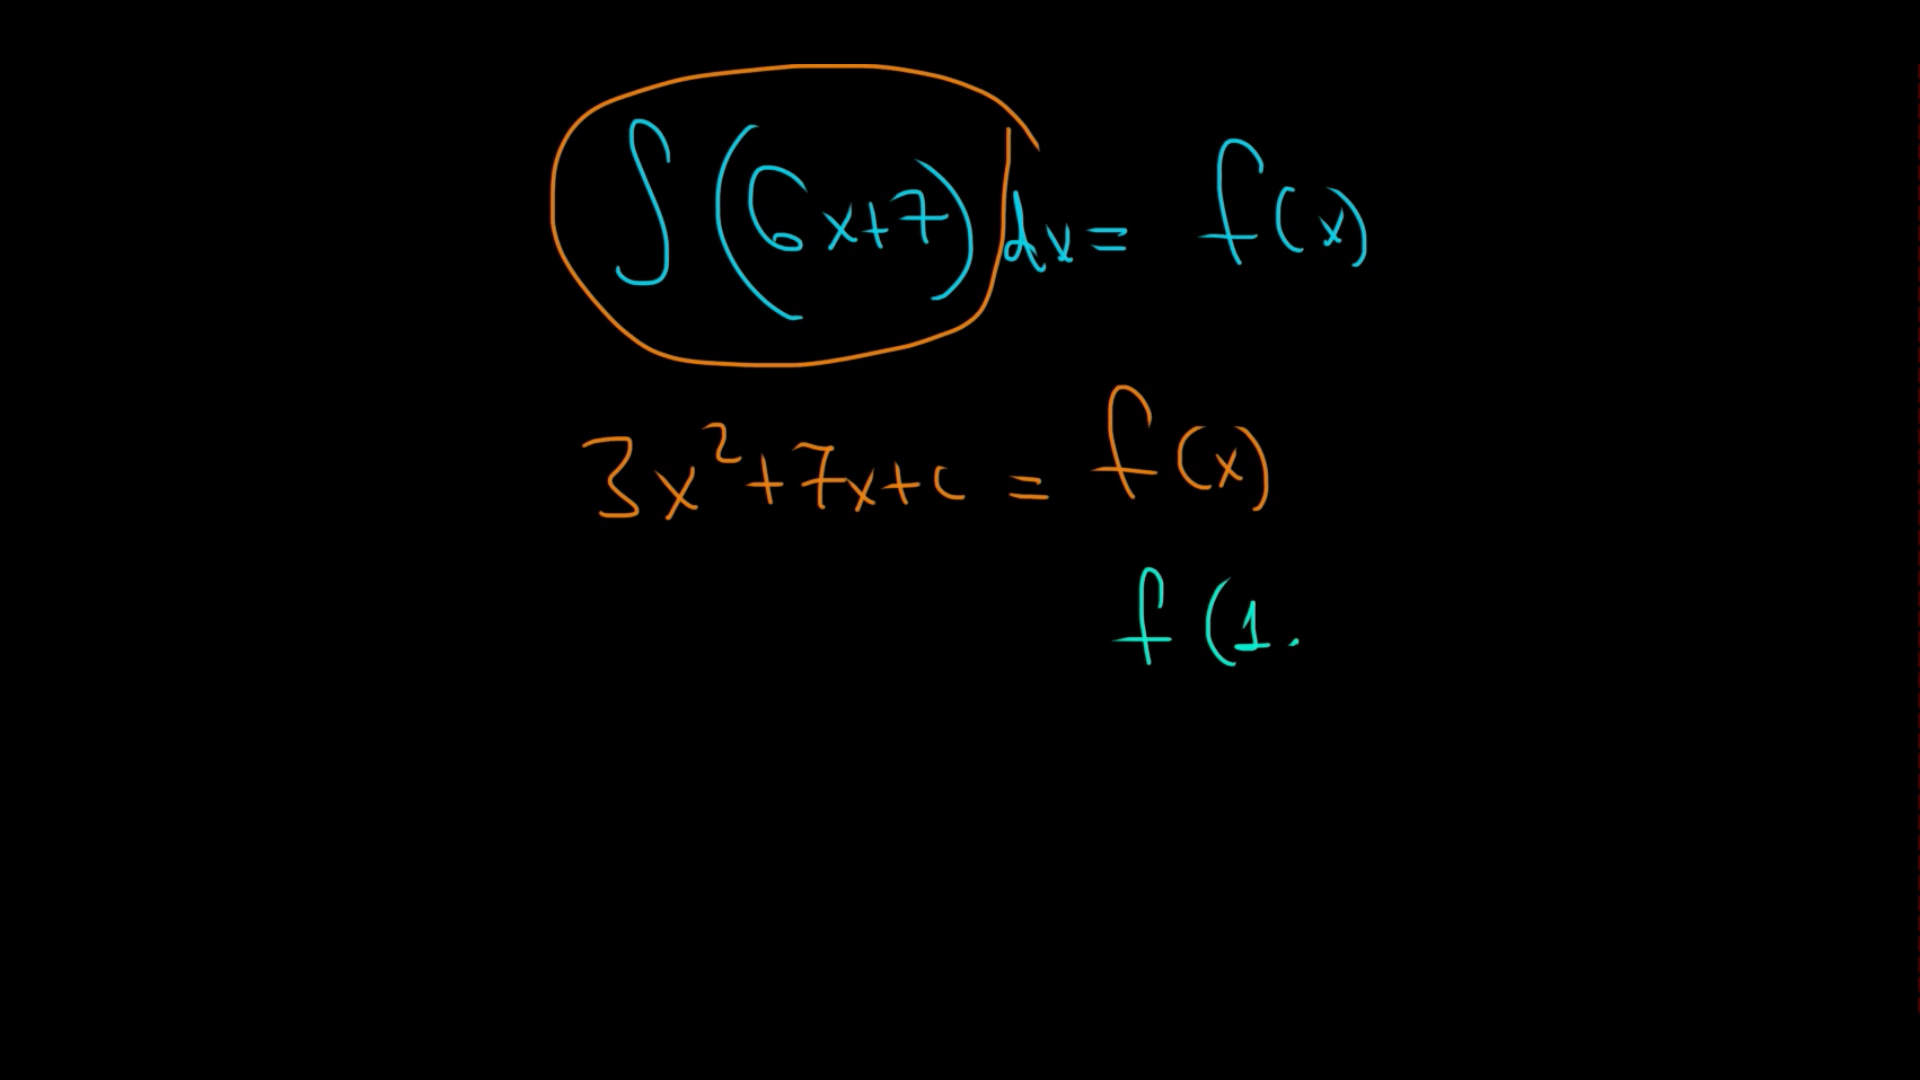 ∫(6x+7)dx= f(x)
3x²+7x+c = f(x)
f(1.